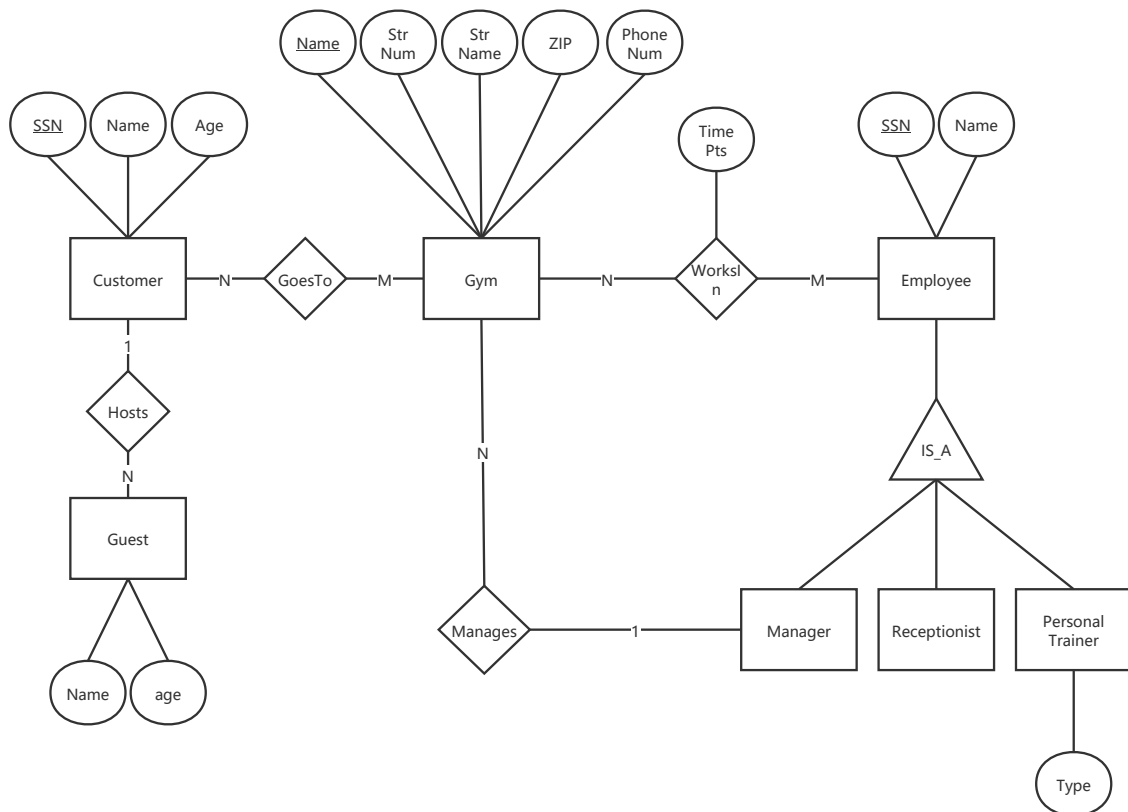 Name
Str
Num
Str
Name
ZIP
Phone
Num
SSN
Name
Age
Time
Pts
SSN
Name
Customer
N
GoesTo
M
Gym
N
WorksI
n
M
Employee
1
Hosts
N
IS_A
N
Guest
Manages
1
Manager
Receptionist
Personal
Trainer
Name
age
Type